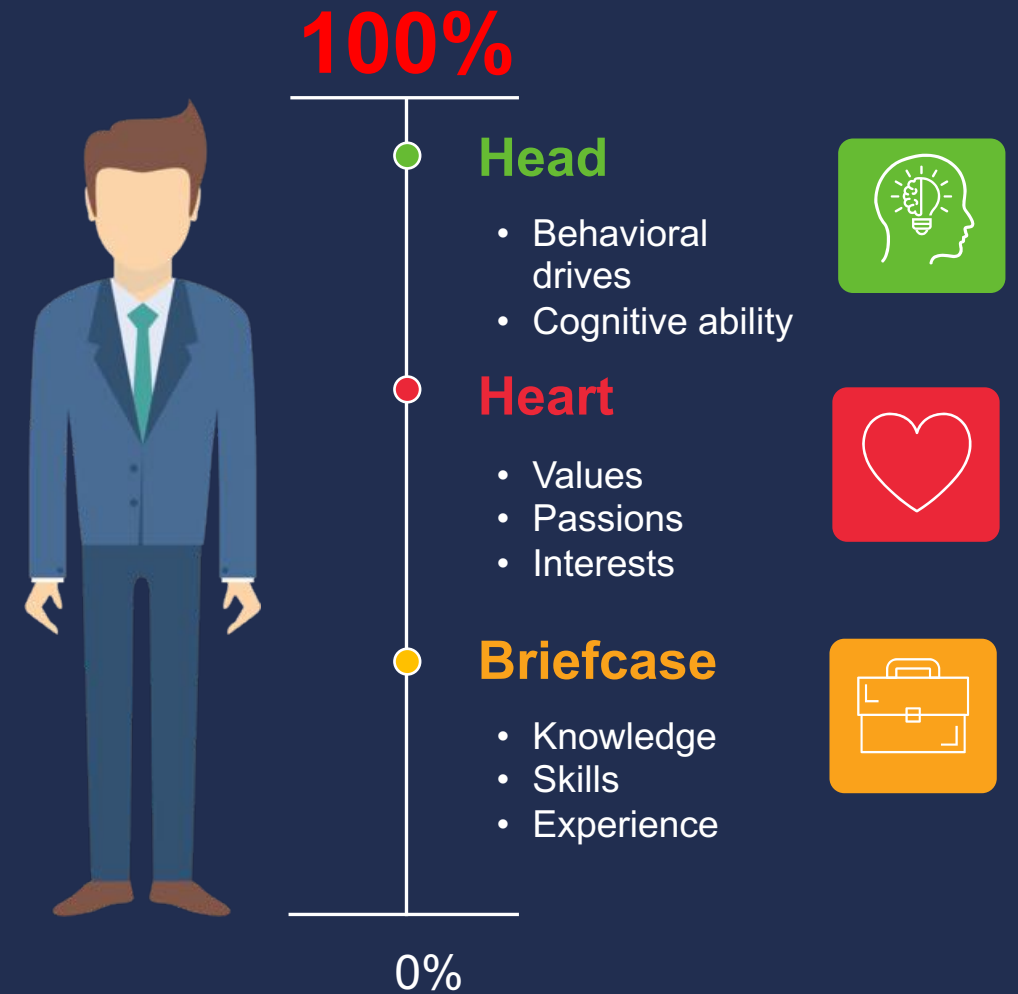 100%
Head
• Behavioral
drives
• Cognitive ability
Heart
• Values
• Passions
• Interests
Briefcase
• Knowledge
• Skills
• Experience
0%